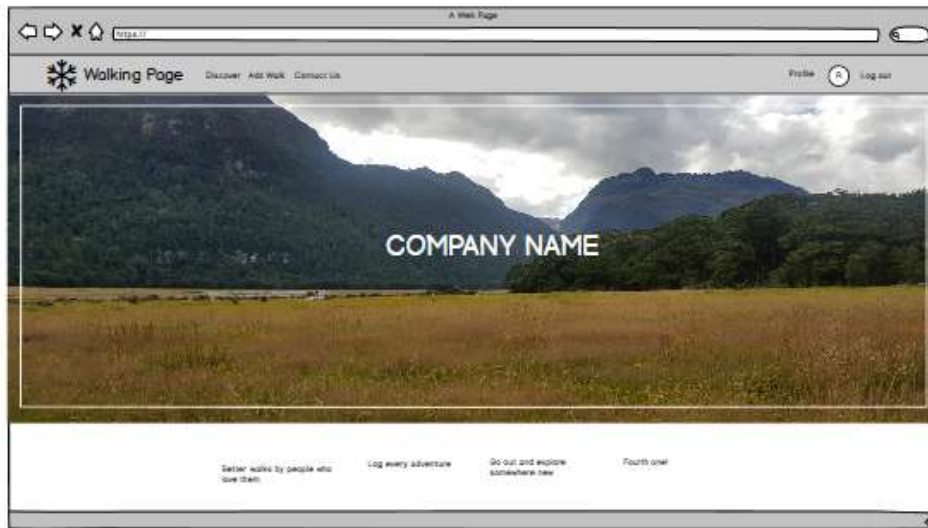 A Web Page
https://
Walking Page Discover Add Walk Contact Us Profile Log out
COMPANY NAME
Better walks by people who
love them
Log every adventure
Go out and explore
somewhere new
Fourth one!